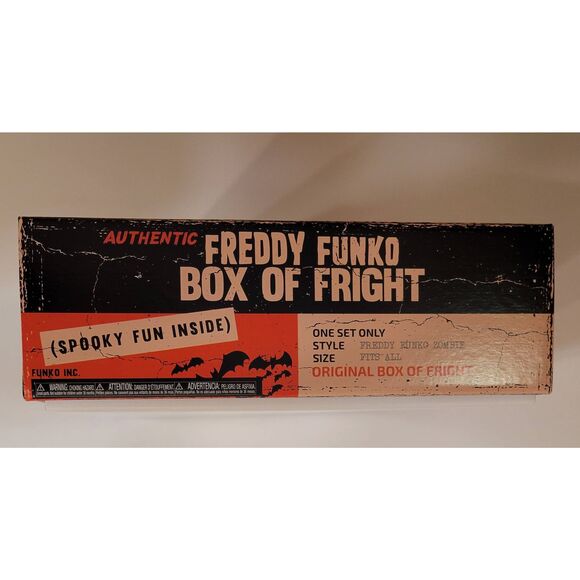 AUTHENTIC FREDDY FUNKO
BOX OF FRIGHT
(SPOOKY FUN INSIDE)
FUNKO INC.
ONE SET ONLY
STYLE FREDDY FUNKO ZOMBIE
SIZE FITS ALL
ORIGINAL BOX OF FRIGHT
WARNING: CHOKING HAZARD ATTENTION: DANGER D'ÉTOUFFEMENT. ADVERTENCIA: PELIGRO DE ASFIXIA.